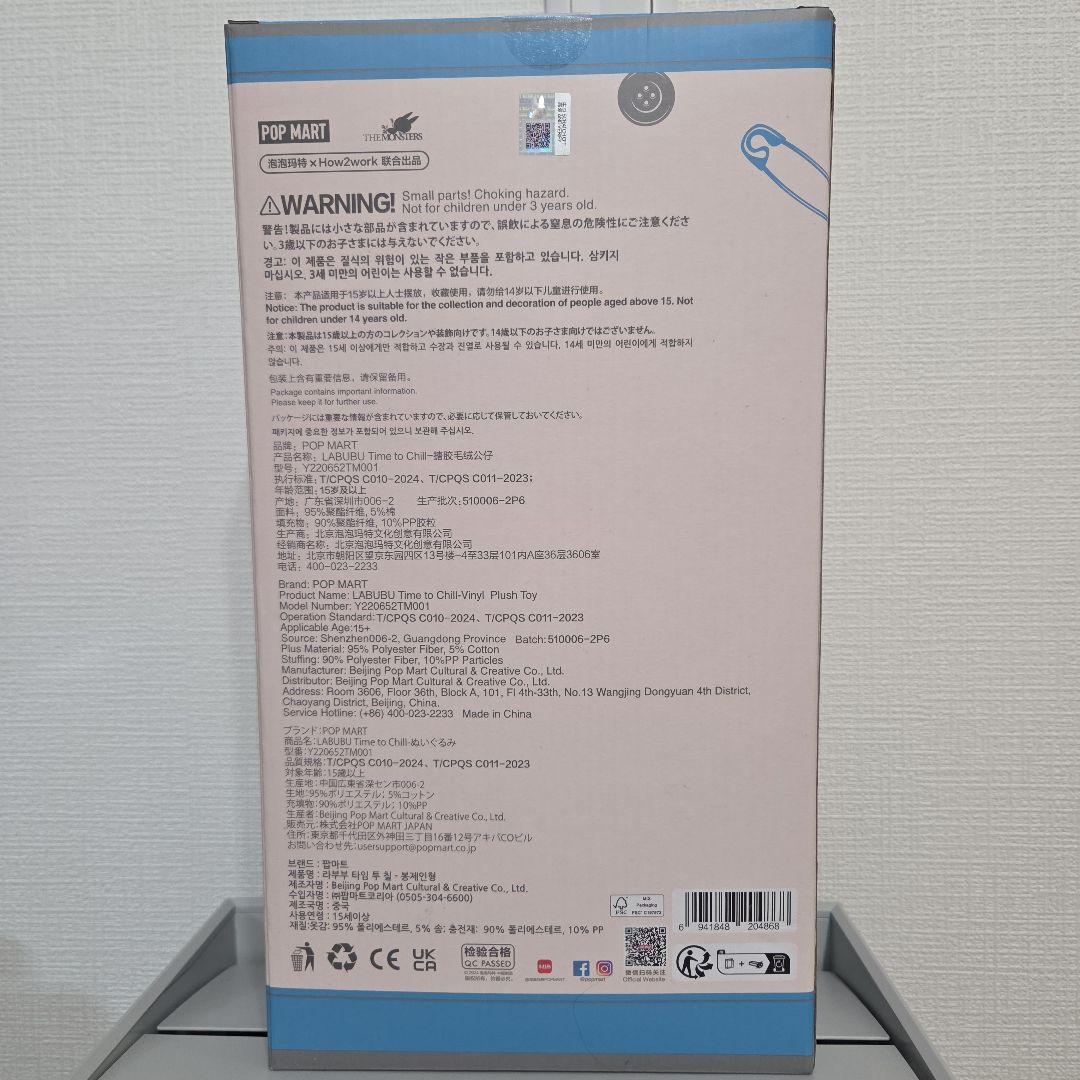 POP MART
THE MONSTERS
泡泡玛特×How2work 联合出品
WARNING! Small parts! Choking hazard.
Not for children under 3 years old.
警告!製品には小さな部品が含まれていますので、誤飲による窒息の危険性にご注意ださ
い。3歳以下のお子さまには与えないでください。
경고: 이 제품은 질식의 위험이 있는 작은 부품을 포함하고 있습니다. 삼키지
마십시오. 3세 미만의 어린이는 사용할 수 없습니다.
注意: 本产品适用于15岁以上人士摆放,收藏使用,请勿给14岁以下儿童进行使用。
Notice: The product is suitable for the collection and decoration of people aged above 15. Not
for children under 14 years old.
注意:本製品は15歳以上の方のコレクションや装飾向けです。14歳以下のお子さま向けではございません。
주의: 이 제품은 15세 이상에게만 적합하고 수장과 진열로 사용될 수 있습니다. 14세 미만의 어린이에게 적합하지
않습니다.
包装上含有重要信息,请保留备用。
Package contains important information.
Please keep it for further use.
パッケージには重要な情報が含まれていますので、必要に応じて保管しておいてください。
패키지에 중요한 정보가 포함되어 있으니 보관해 주십시오.
品牌: POP MART
产品名称: LABUBU Time to Chill-搪胶毛绒公仔
型号: Y220652TM001
执行标准: T/CPQS C010-2024、T/CPQS C011-2023;
年龄范围: 15岁及以上
产地: 广东省深圳市006-2 生产批次: 510006-2P6
面料: 95%聚酯纤维, 5%棉
填充物: 90%聚酯纤维, 10%PP胶粒
生产商: 北京泡泡玛特文化创意有限公司
经销商名称: 北京泡泡玛特文化创意有限公司
地址: 北京市朝阳区望京东园四区13号楼-4至33层101内A座36层3606室
电话: 400-023-2233
Brand: POP MART
Product Name: LABUBU Time to Chill-Vinyl Plush Toy
Model Number: Y220652TM001
Operation Standard: T/CPQS C010-2024、T/CPQS C011-2023
Applicable Age:15+
Source: Shenzhen006-2, Guangdong Province Batch:510006-2P6
Plus Material: 95% Polyester Fiber, 5% Cotton
Stuffing: 90% Polyester Fiber, 10%PP Particles
Manufacturer: Beijing Pop Mart Cultural & Creative Co., Ltd.
Distributor: Beijing Pop Mart Cultural & Creative Co., Ltd.
Address: Room 3606, Floor 36th, Block A, 101, Fl 4th-33th, No.13 Wangjing Dongyuan 4th District,
Chaoyang District, Beijing, China.
Service Hotline: (+86) 400-023-2233 Made in China
ブランド:POP MART
商品名:LABUBU Time to Chill-ぬいぐるみ
型番:Y220652TM001
品質規格:T/CPQS C010-2024、T/CPQS C011-2023
対象年齢:15歳以上
生産地:中国広東省深セン市006-2
生地:95%ポリエステル; 5%コットン
充填物:90%ポリエステル; 10%PP
生産者:Beijing Pop Mart Cultural & Creative Co., Ltd.
販売元:株式会社POP MART JAPAN
住所:東京都千代田区外神田三丁目16番12号アキバCOビル
お問い合わせ先:usersupport@popmart.co.jp
브랜드 : 팝마트
제품명 : 라부부 타임 투 칠 - 봉제인형
제조자명 : Beijing Pop Mart Cultural & Creative Co., Ltd.
수입자명 : ㈜팝마트코리아 (0505-304-6600)
제조국명 : 중국
사용연령 : 15세이상
재질:옷감: 95% 폴리에스테르, 5% 솜; 충전재: 90% 폴리에스테르, 10% PP
FSC MIX
Packaging
FSC® C187972
6 941848 204868
CE UK
CA
检验合格
QC PASSED
@popmart
微信扫码关注
Official Website
FR